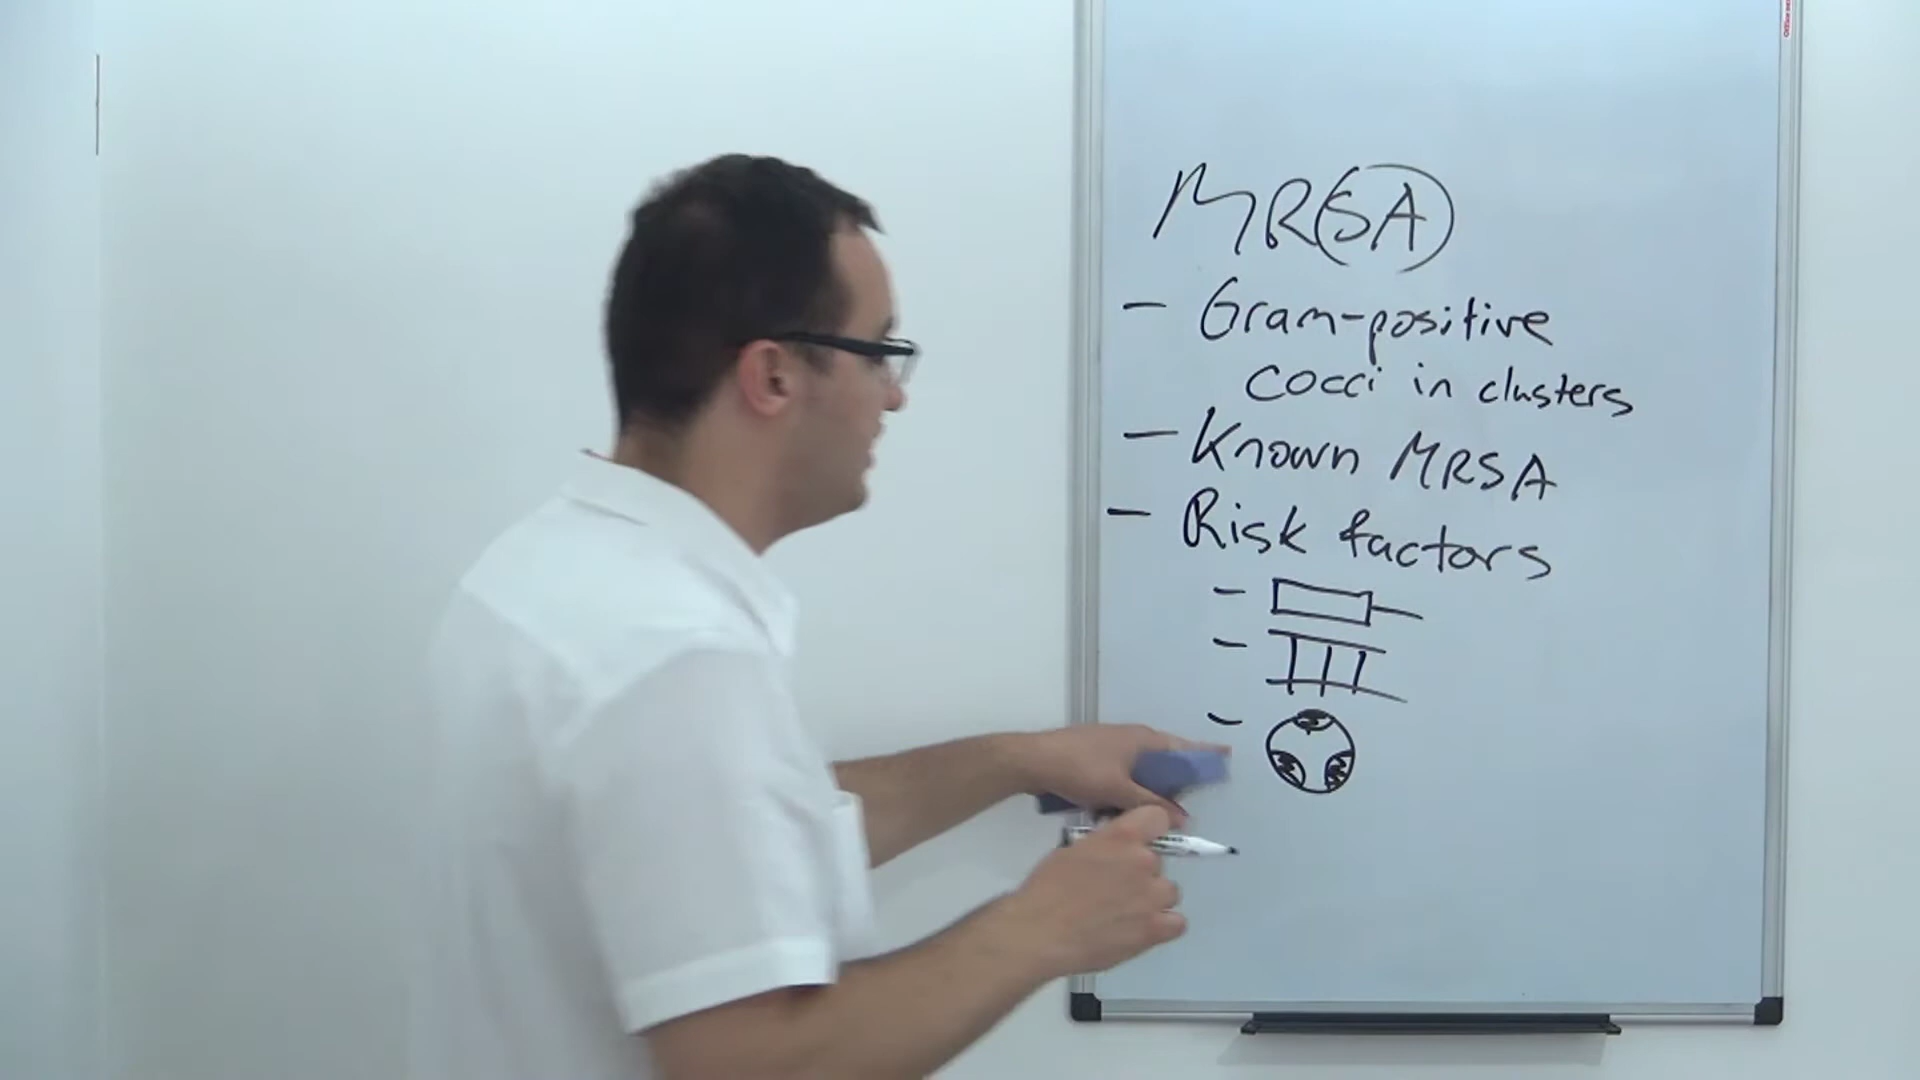 MRSA
- Gram-positive
cocci in clusters
- Known MRSA
- Risk factors